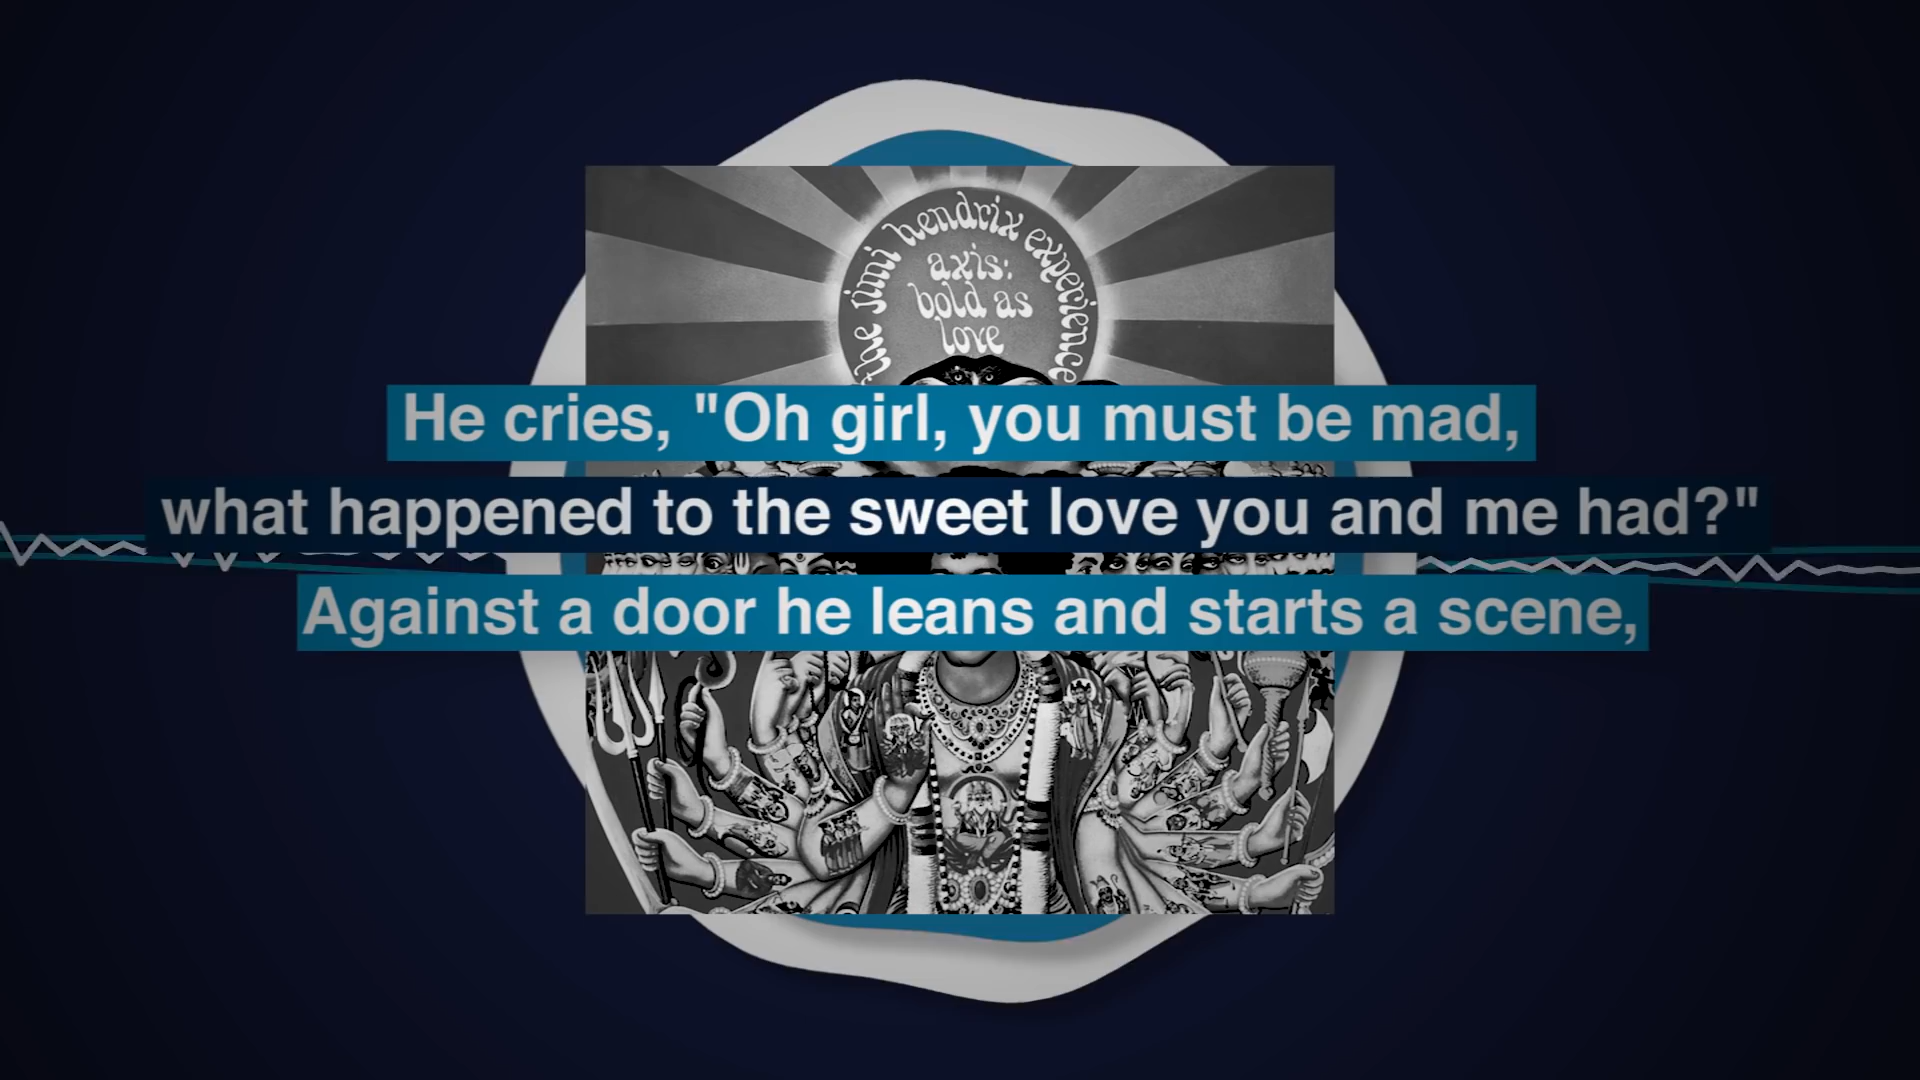 the jimi hendrix experience
axis:
bold as
love
He cries, "Oh girl, you must be mad,
what happened to the sweet love you and me had?"
Against a door he leans and starts a scene,